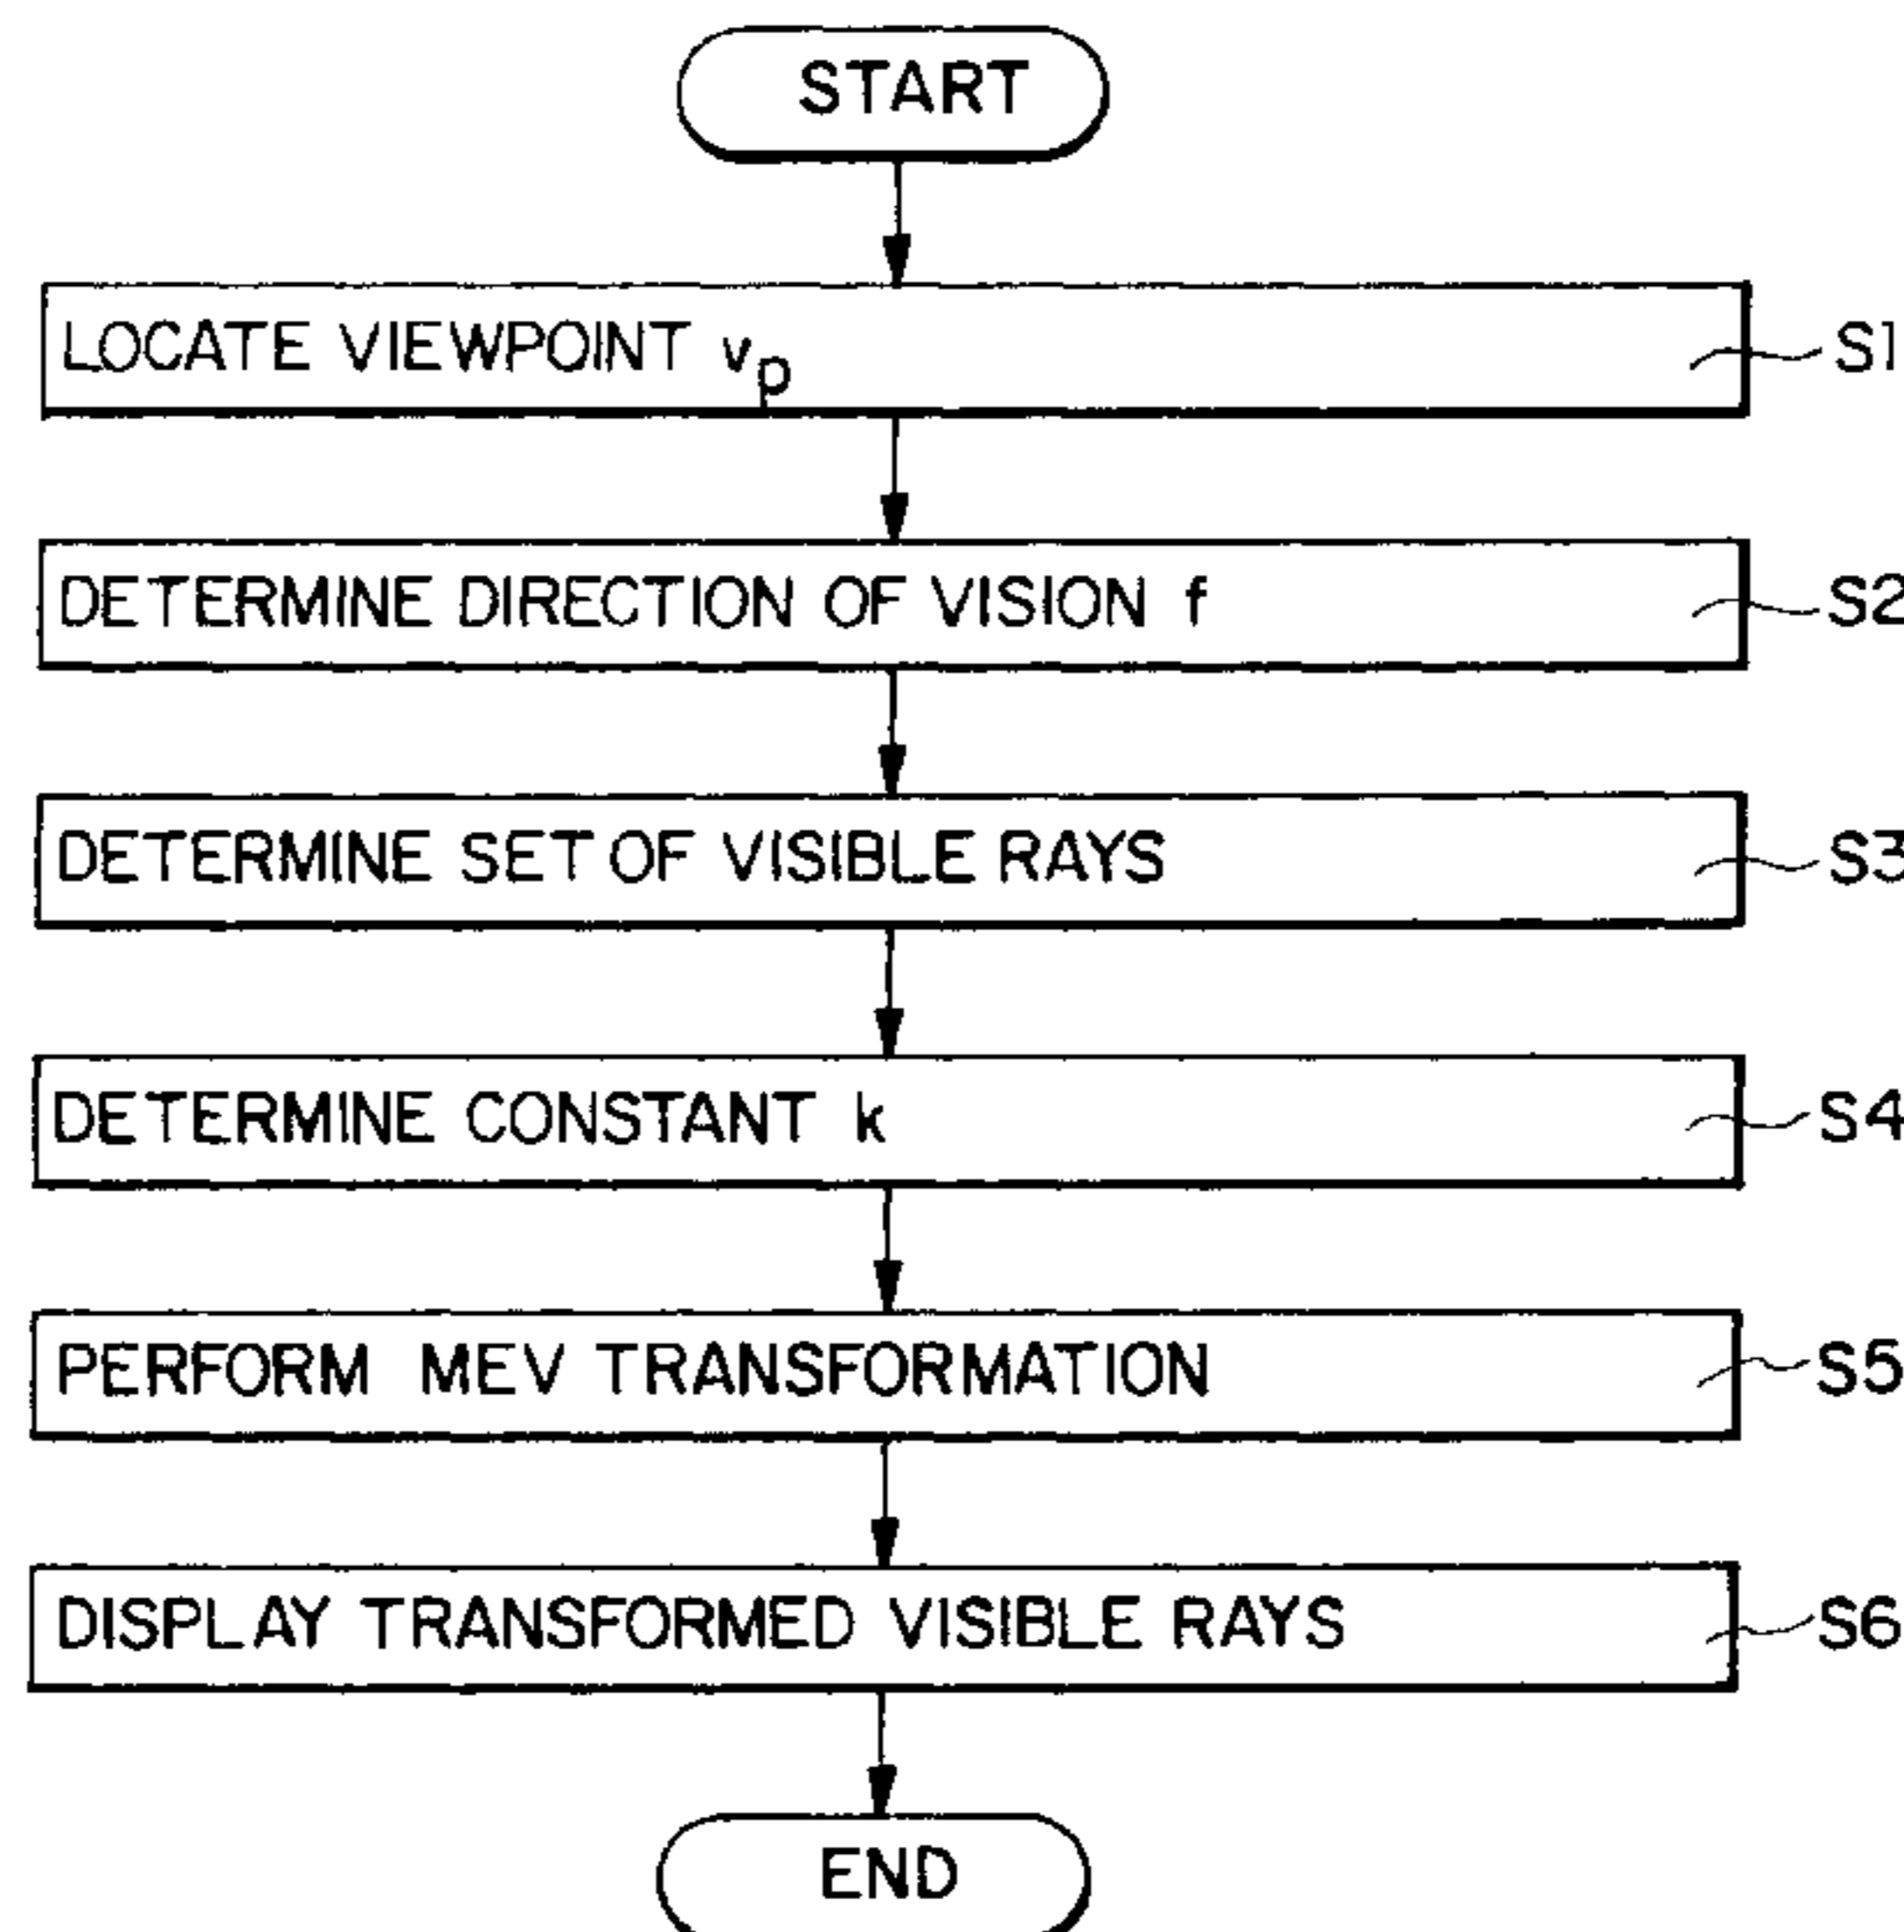 START
LOCATE VIEWPOINT vp S1
DETERMINE DIRECTION OF VISION f S2
DETERMINE SET OF VISIBLE RAYS S3
DETERMINE CONSTANT k S4
PERFORM MEV TRANSFORMATION S5
DISPLAY TRANSFORMED VISIBLE RAYS S6
END